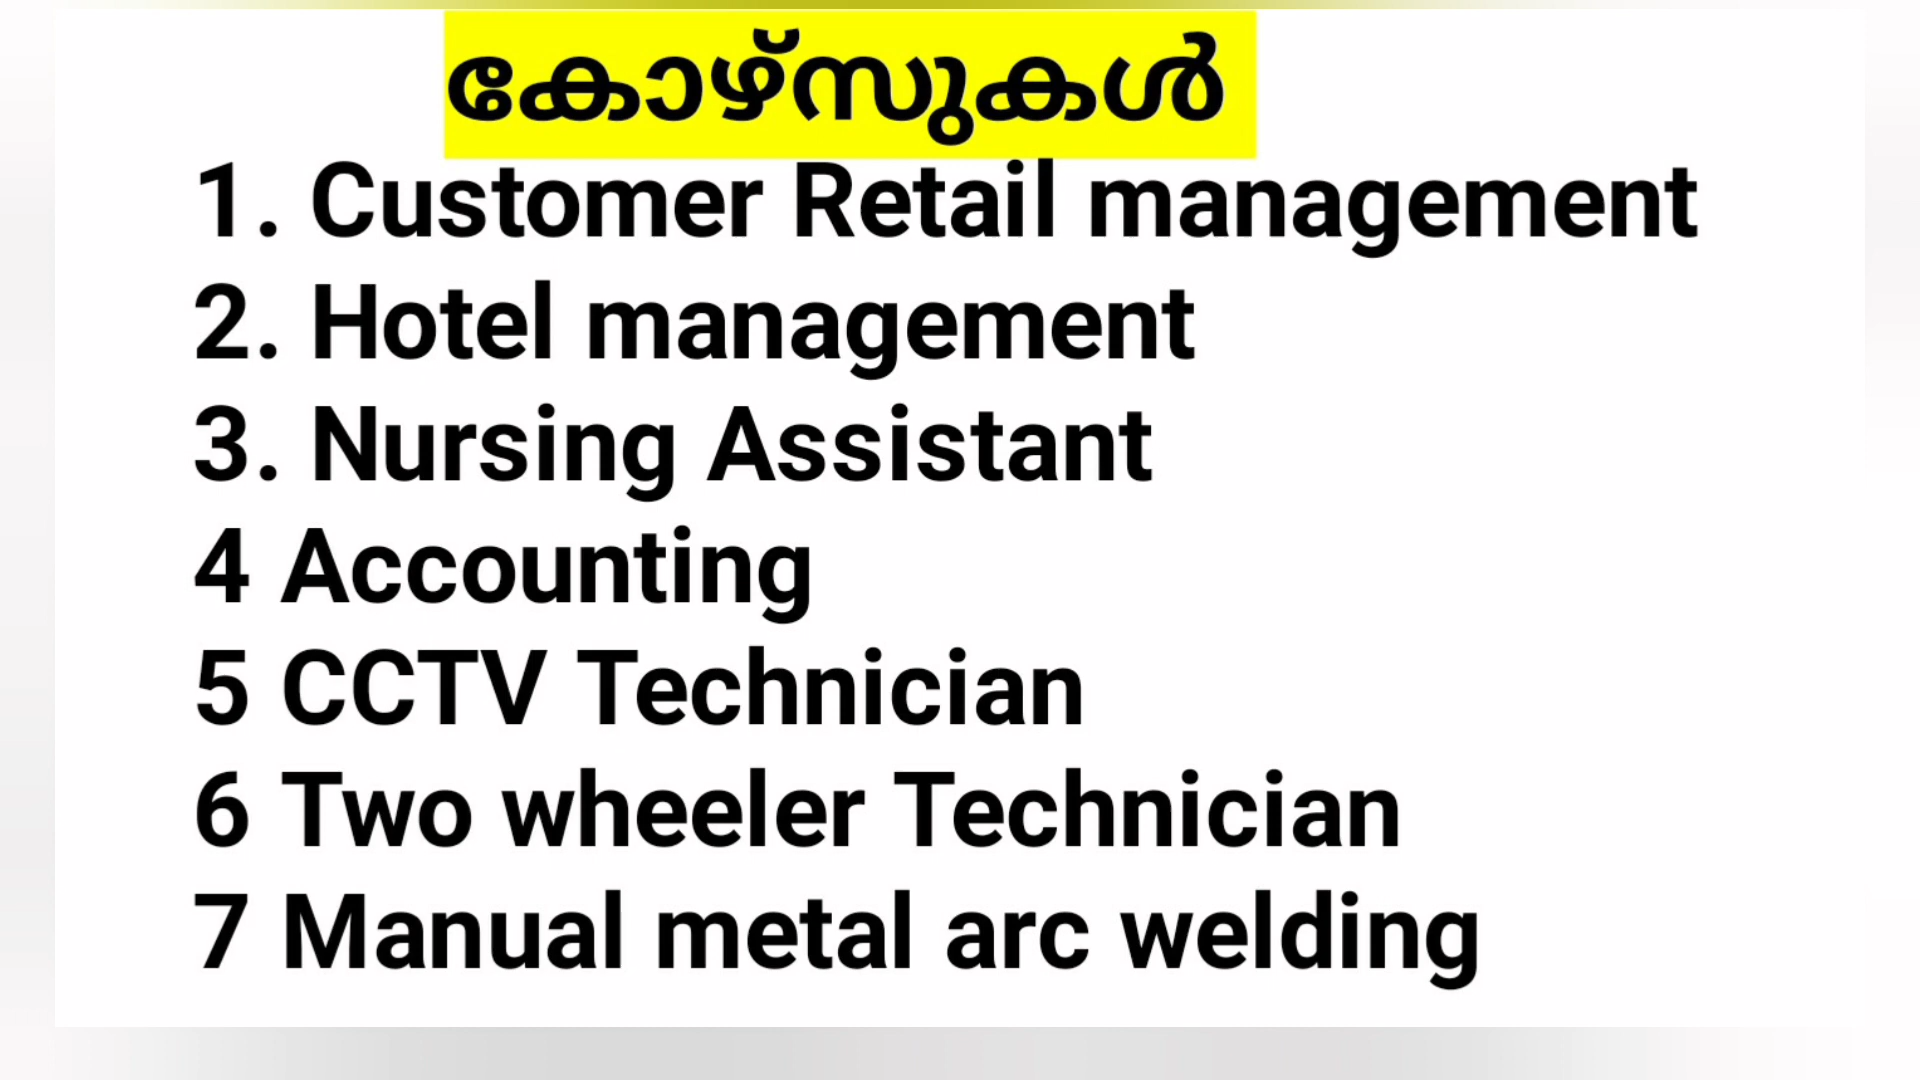 കോഴ്സുകൾ
1. Customer Retail management
2. Hotel management
3. Nursing Assistant
4 Accounting
5 CCTV Technician
6 Two wheeler Technician
7 Manual metal arc welding